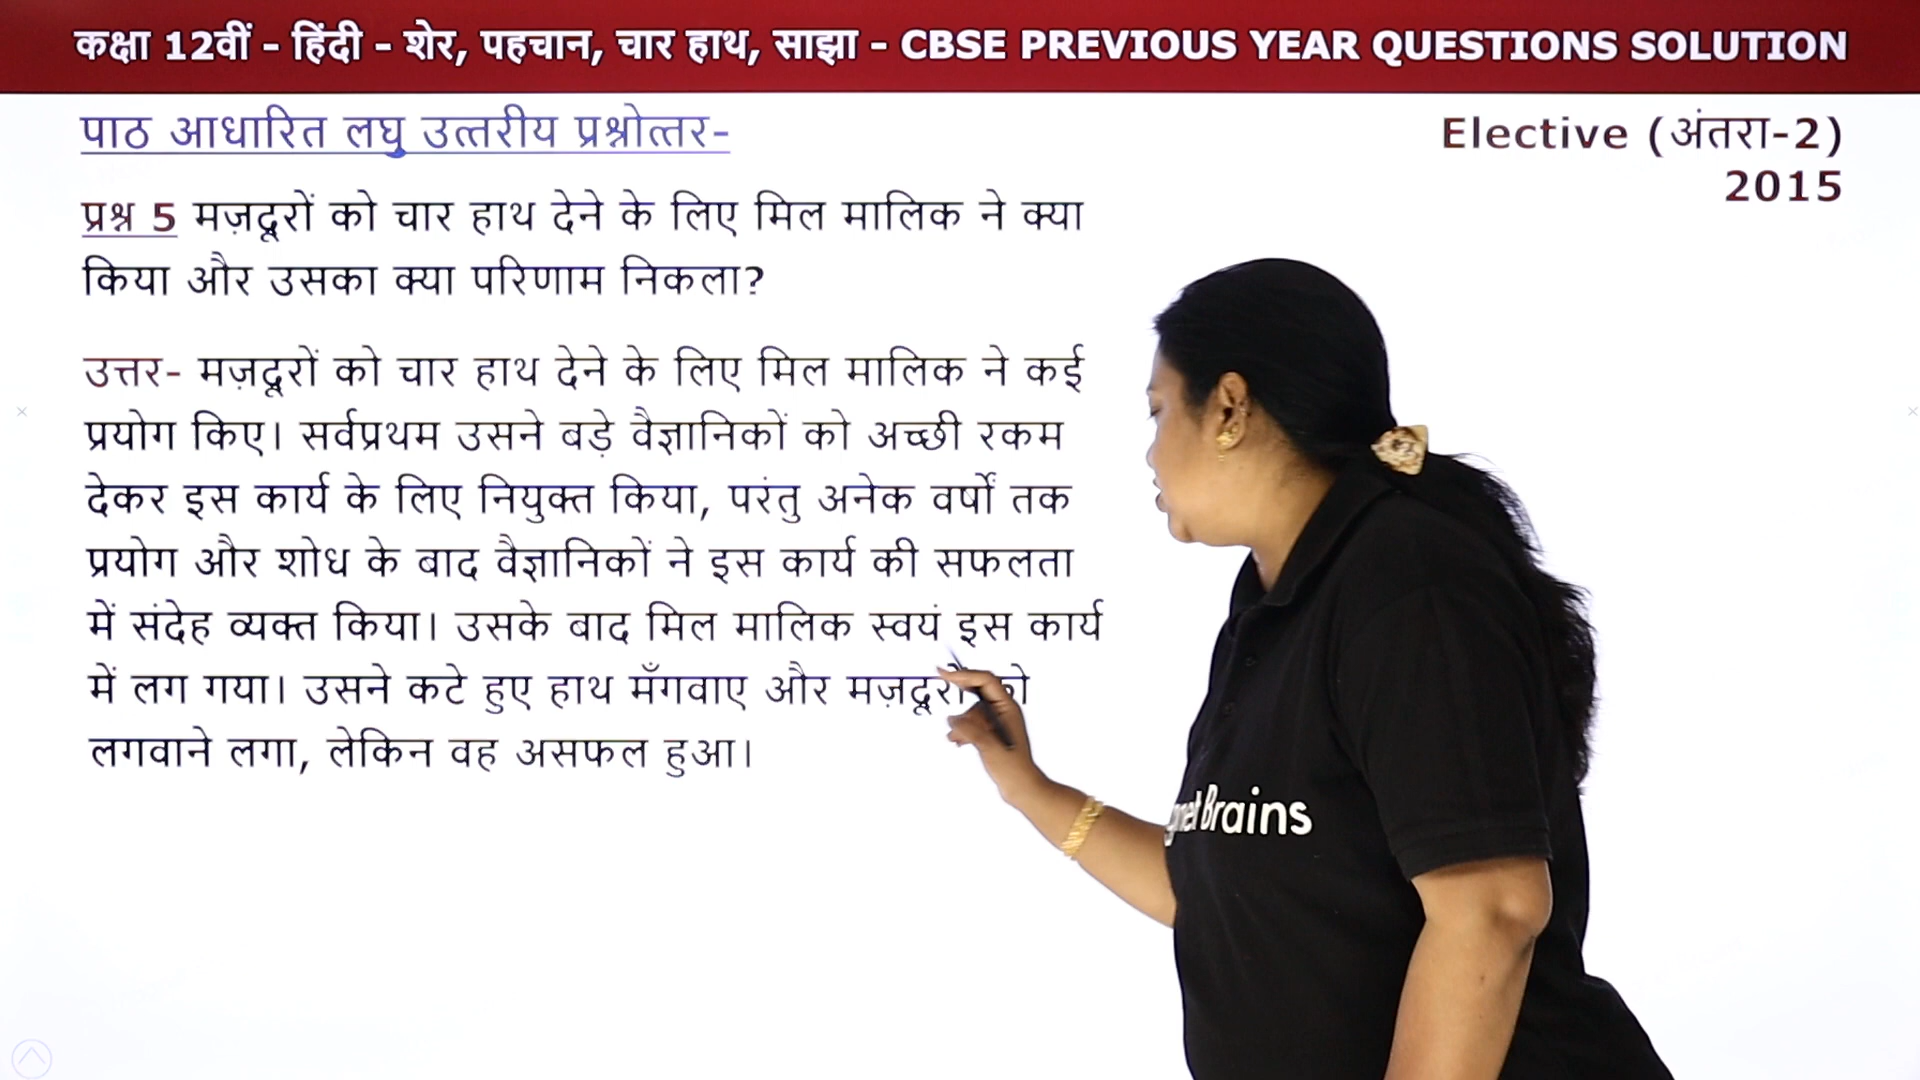 कक्षा 12वीं - हिंदी - शेर, पहचान, चार हाथ, साझा - CBSE PREVIOUS YEAR QUESTIONS SOLUTION
पाठ आधारित लघु उत्तरीय प्रश्नोत्तर-
Elective (अंतरा-2)
2015
प्रश्न 5 मज़दूरों को चार हाथ देने के लिए मिल मालिक ने क्या
किया और उसका क्या परिणाम निकला?
उत्तर- मज़दूरों को चार हाथ देने के लिए मिल मालिक ने कई
प्रयोग किए। सर्वप्रथम उसने बड़े वैज्ञानिकों को अच्छी रकम
देकर इस कार्य के लिए नियुक्त किया, परंतु अनेक वर्षों तक
प्रयोग और शोध के बाद वैज्ञानिकों ने इस कार्य की सफलता
में संदेह व्यक्त किया। उसके बाद मिल मालिक स्वयं इस कार्य
में लग गया। उसने कटे हुए हाथ मँगवाए और मज़दूरों को
लगवाने लगा, लेकिन वह असफल हुआ।
Brains